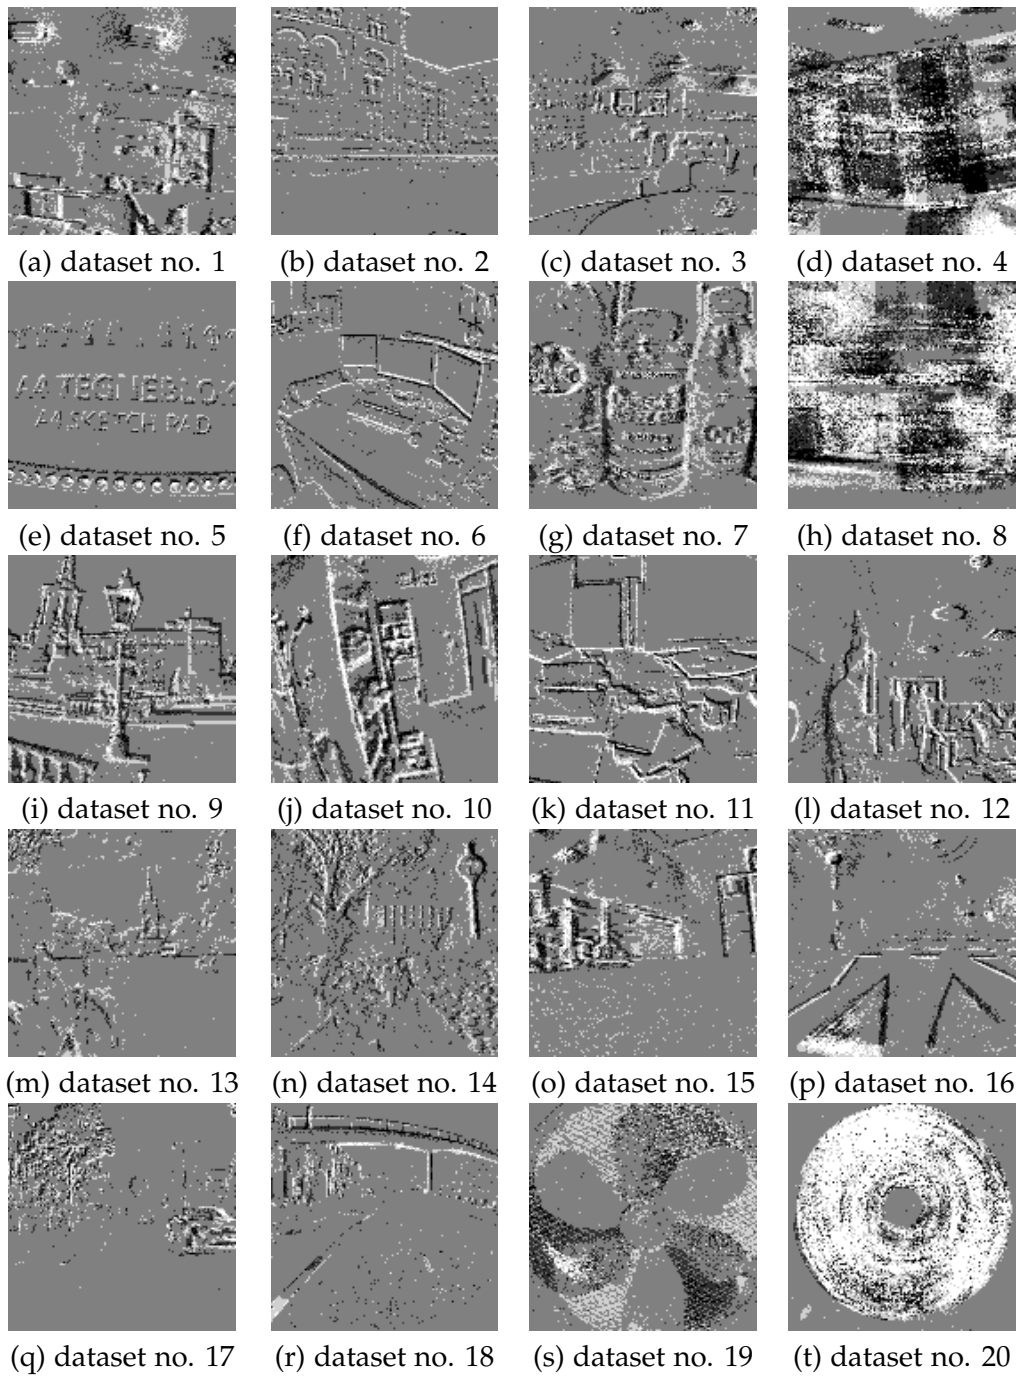 (a) dataset no. 1
(b) dataset no. 2
(c) dataset no. 3
(d) dataset no. 4
A4 TEGNEBLOK
A4 SKETCH PAD
(e) dataset no. 5
(f) dataset no. 6
(g) dataset no. 7
(h) dataset no. 8
(i) dataset no. 9
(j) dataset no. 10
(k) dataset no. 11
(l) dataset no. 12
(m) dataset no. 13
(n) dataset no. 14
(o) dataset no. 15
(p) dataset no. 16
(q) dataset no. 17
(r) dataset no. 18
(s) dataset no. 19
(t) dataset no. 20